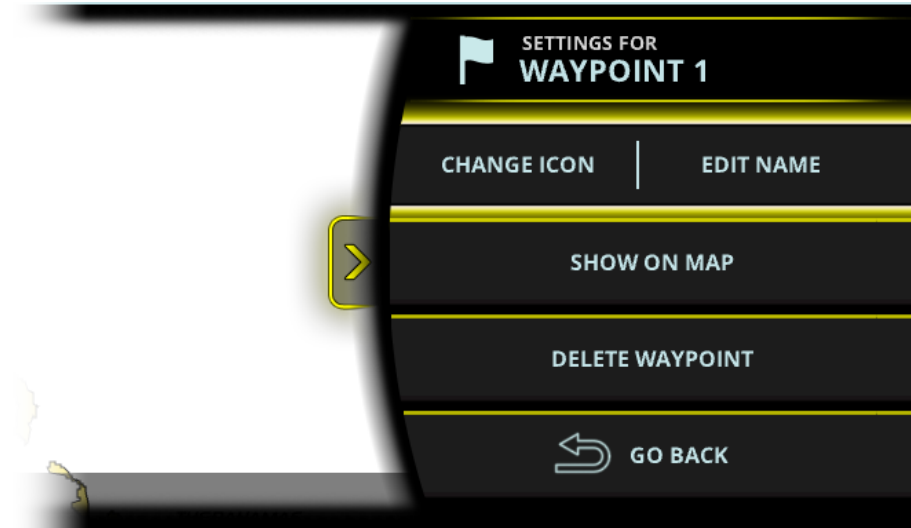 SETTINGS FOR
WAYPOINT 1
CHANGE ICON
EDIT NAME
SHOW ON MAP
DELETE WAYPOINT
GO BACK